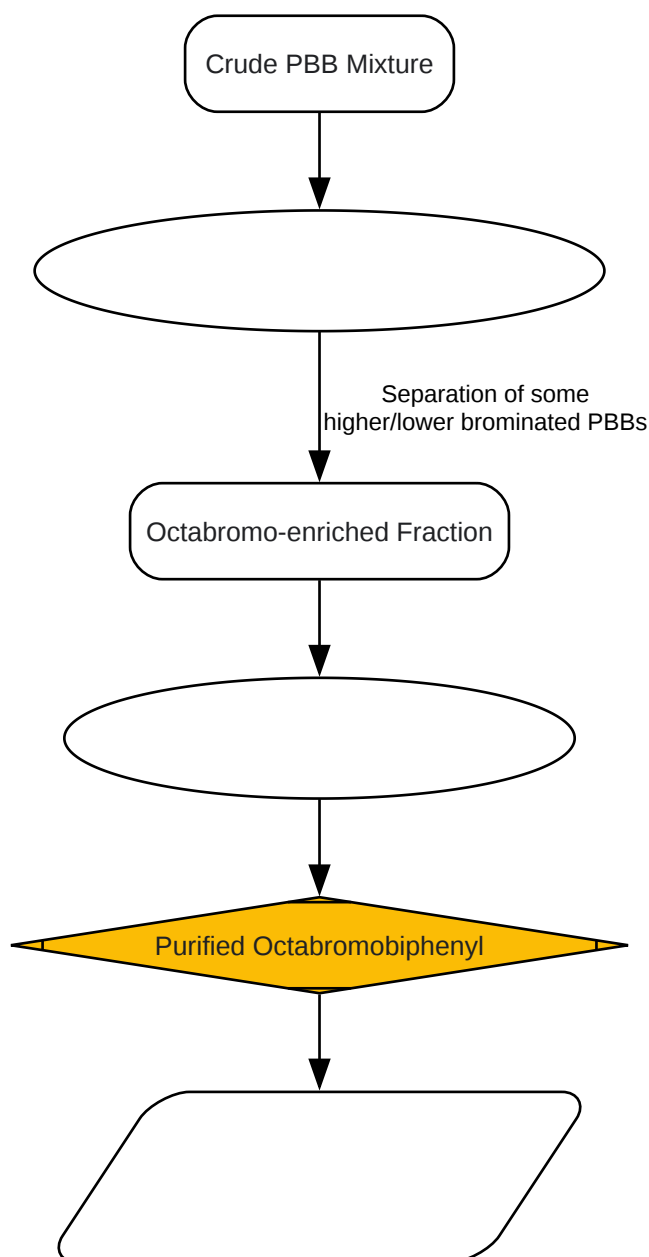 Crude PBB Mixture
Separation of some
higher/lower brominated PBBs
Octabromo-enriched Fraction
Purified Octabromobiphenyl